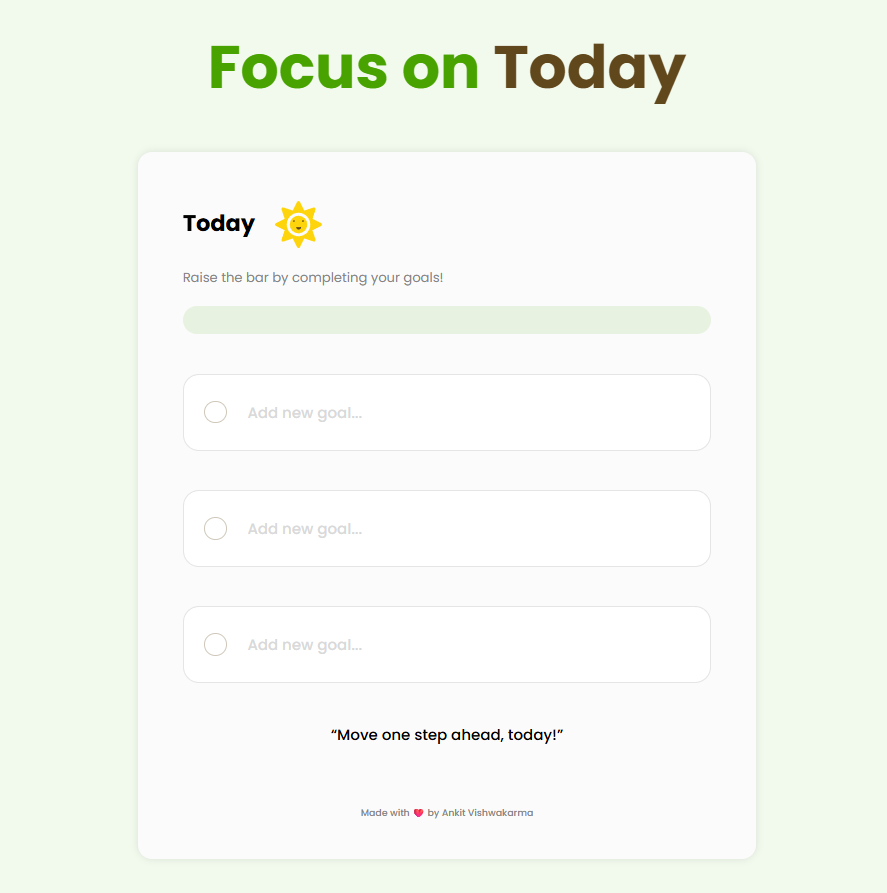 Focus on Today
Today
Raise the bar by completing your goals!
Add new goal...
Add new goal...
Add new goal...
“Move one step ahead, today!”
Made with 💗 by Ankit Vishwakarma